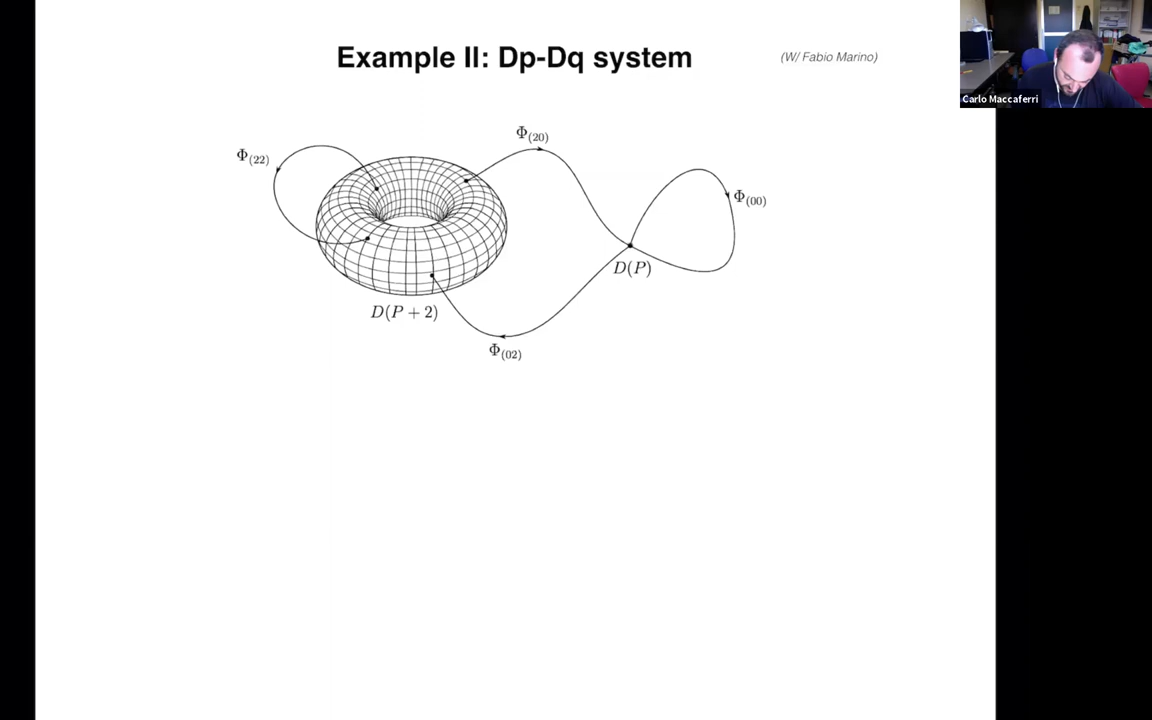 Example II: Dp-Dq system
(W/ Fabio Marino)
Carlo Maccaferri
Φ(20)
Φ(22)
Φ(00)
D(P)
D(P + 2)
Φ(02)